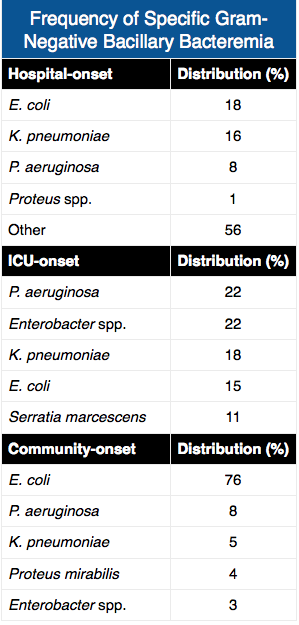 Frequency of Specific Gram-
Negative Bacillary Bacteremia
Hospital-onset Distribution (%)
E. coli 18
K. pneumoniae 16
P. aeruginosa 8
Proteus spp. 1
Other 56
ICU-onset Distribution (%)
P. aeruginosa 22
Enterobacter spp. 22
K. pneumoniae 18
E. coli 15
Serratia marcescens 11
Community-onset Distribution (%)
E. coli 76
P. aeruginosa 8
K. pneumoniae 5
Proteus mirabilis 4
Enterobacter spp. 3